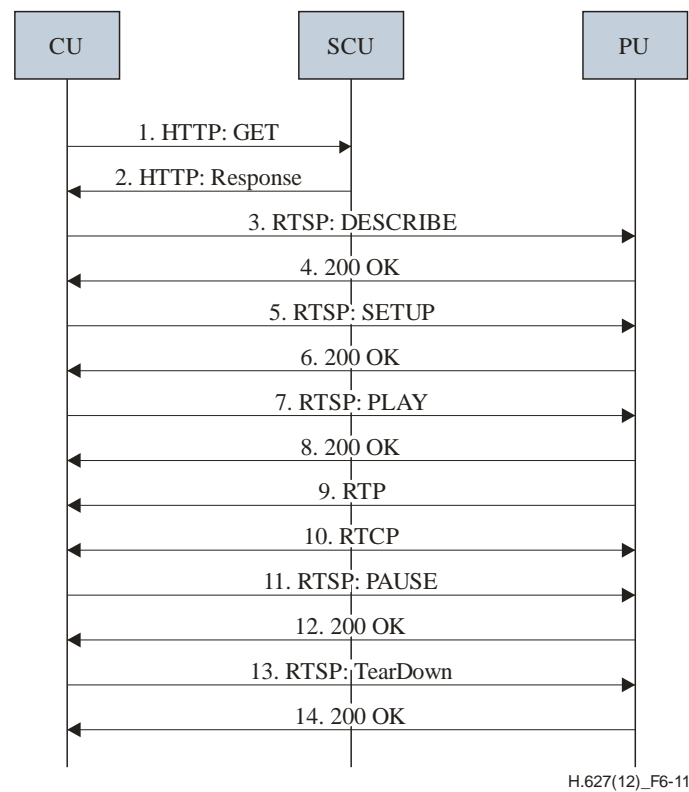 CU
SCU
PU
1. HTTP: GET
2. HTTP: Response
3. RTSP: DESCRIBE
4. 200 OK
5. RTSP: SETUP
6. 200 OK
7. RTSP: PLAY
8. 200 OK
9. RTP
10. RTCP
11. RTSP: PAUSE
12. 200 OK
13. RTSP: TearDown
14. 200 OK
H.627(12)_F6-11